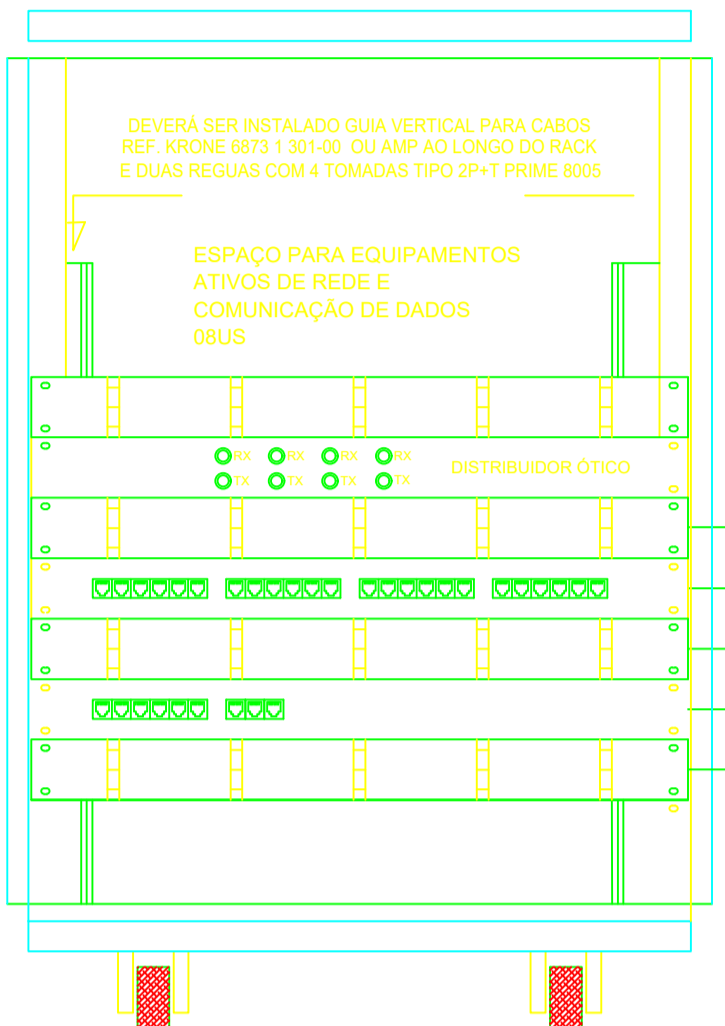 DEVERÁ SER INSTALADO GUIA VERTICAL PARA CABOS
REF. KRONE 6873 1 301-00 OU AMP AO LONGO DO RACK
E DUAS REGUAS COM 4 TOMADAS TIPO 2P+T PRIME 8005
ESPAÇO PARA EQUIPAMENTOS
ATIVOS DE REDE E
COMUNICAÇÃO DE DADOS
08US
RX RX RX RX
DISTRIBUIDOR ÓTICO
TX TX TX TX